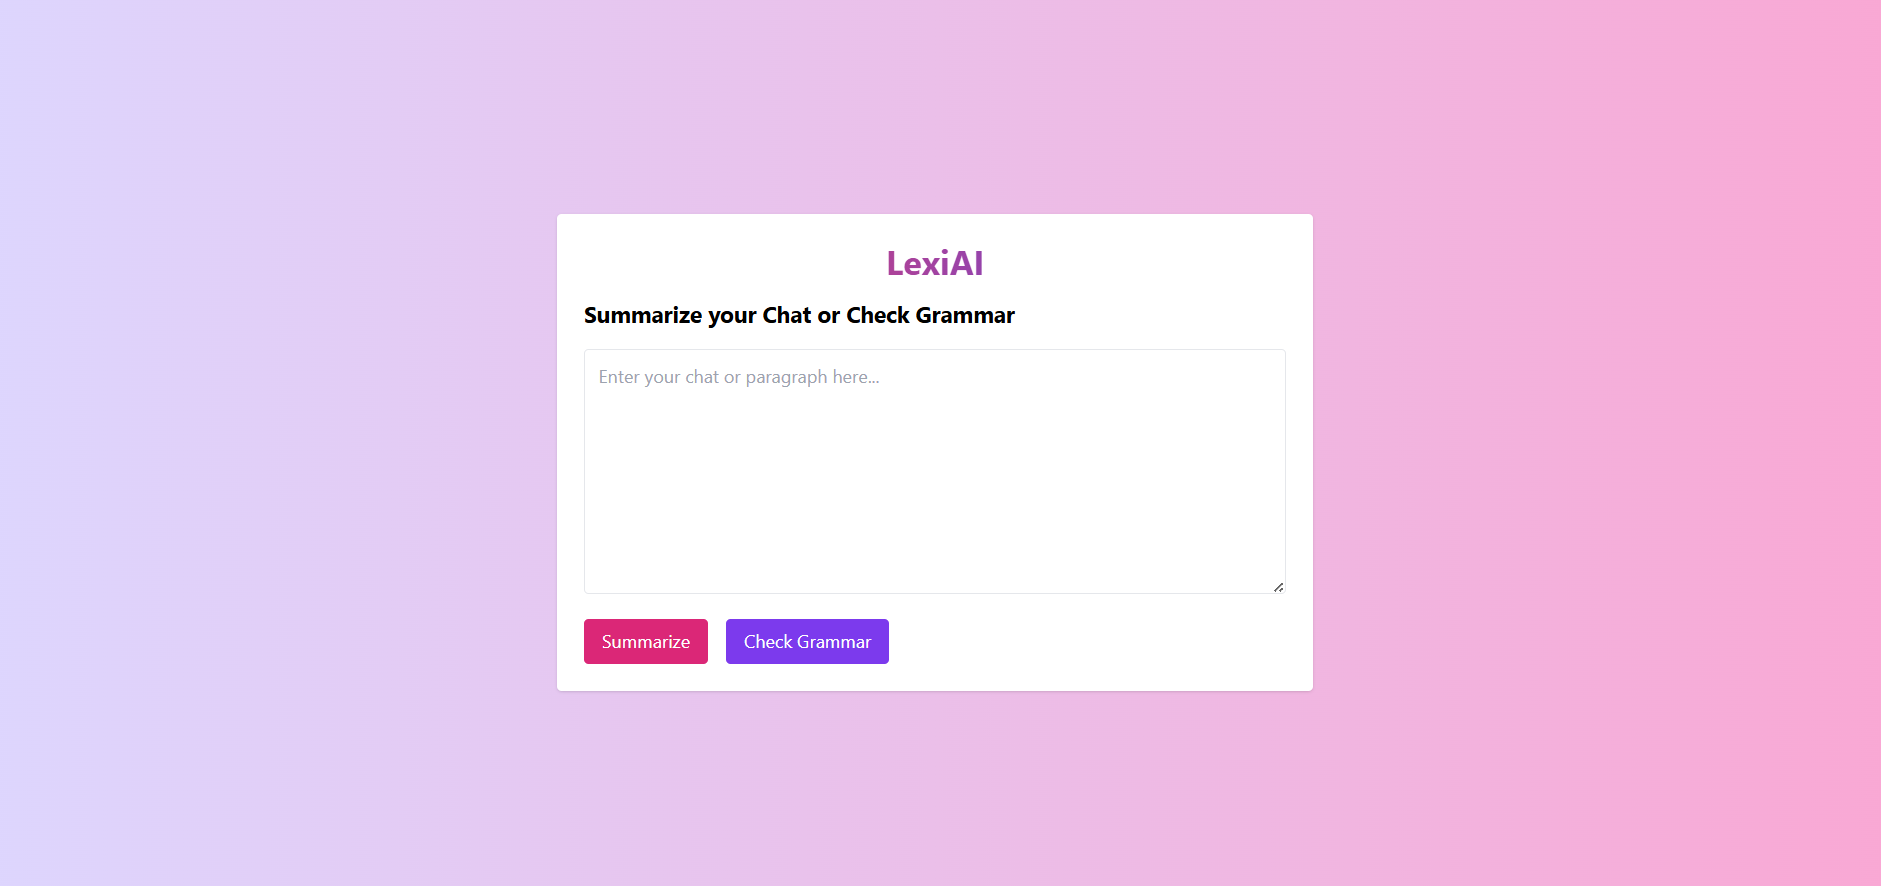 LexiAI
Summarize your Chat or Check Grammar
Enter your chat or paragraph here...
Summarize
Check Grammar